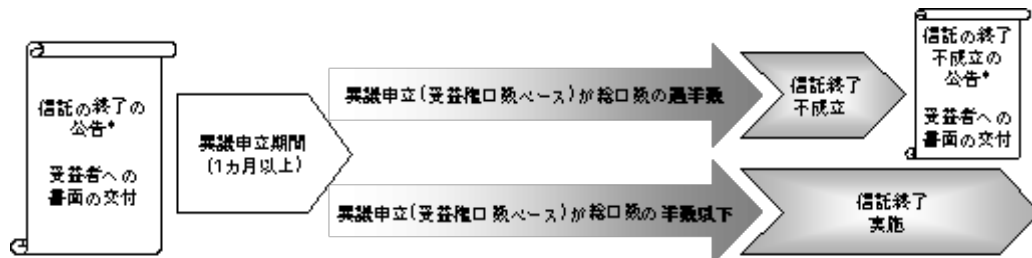 信託の終了の
公告*
受益者への
書面の交付
異議申立期間
(1カ月以上)
異議申立(受益権口数ベース)が総口数の過半数
信託終了
不成立
信託の終了
不成立の
公告*
受益者への
書面の交付
異議申立(受益権口数ベース)が総口数の半数以下
信託終了
実施